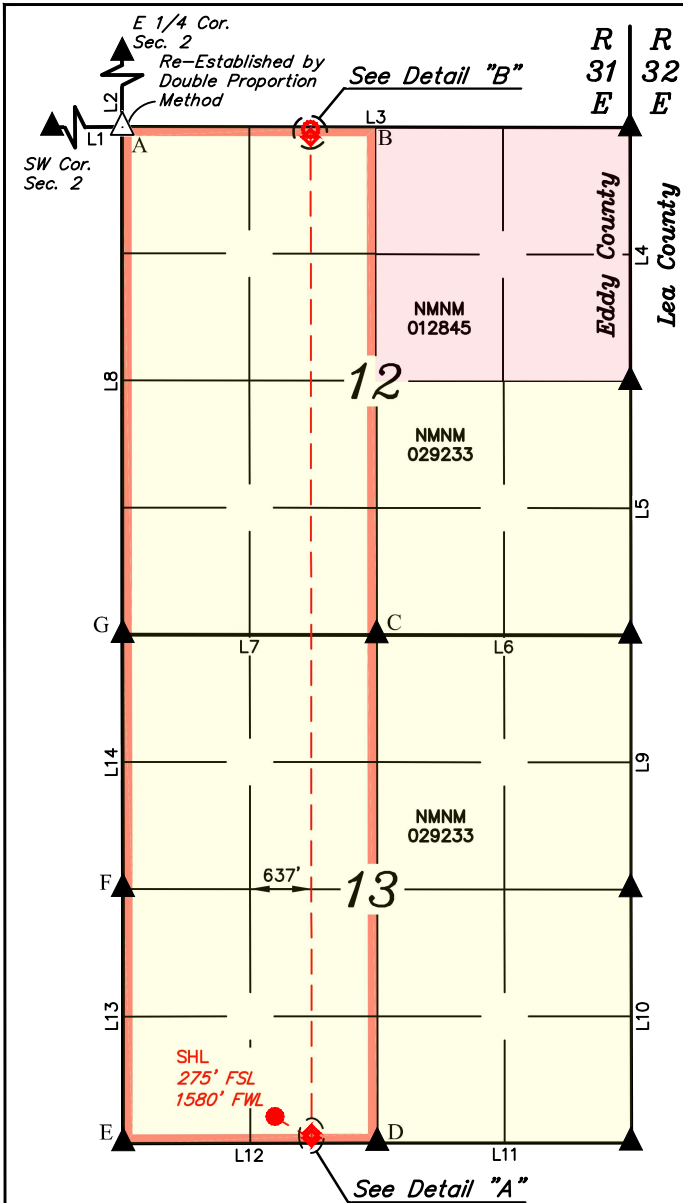 E 1/4 Cor.
Sec. 2
Re-Established by
Double Proportion
Method
See Detail "B"
R
31
E
R
32
E
L2
L1
L3
A
B
SW Cor.
Sec. 2
Eddy County
Lea County
L4
NMNM
012845
L8
12
NMNM
029233
L5
G
C
L7
L6
L14
L9
NMNM
029233
637'
F
13
L13
L10
SHL
275' FSL
1580' FWL
E
D
L12
L11
See Detail "A"